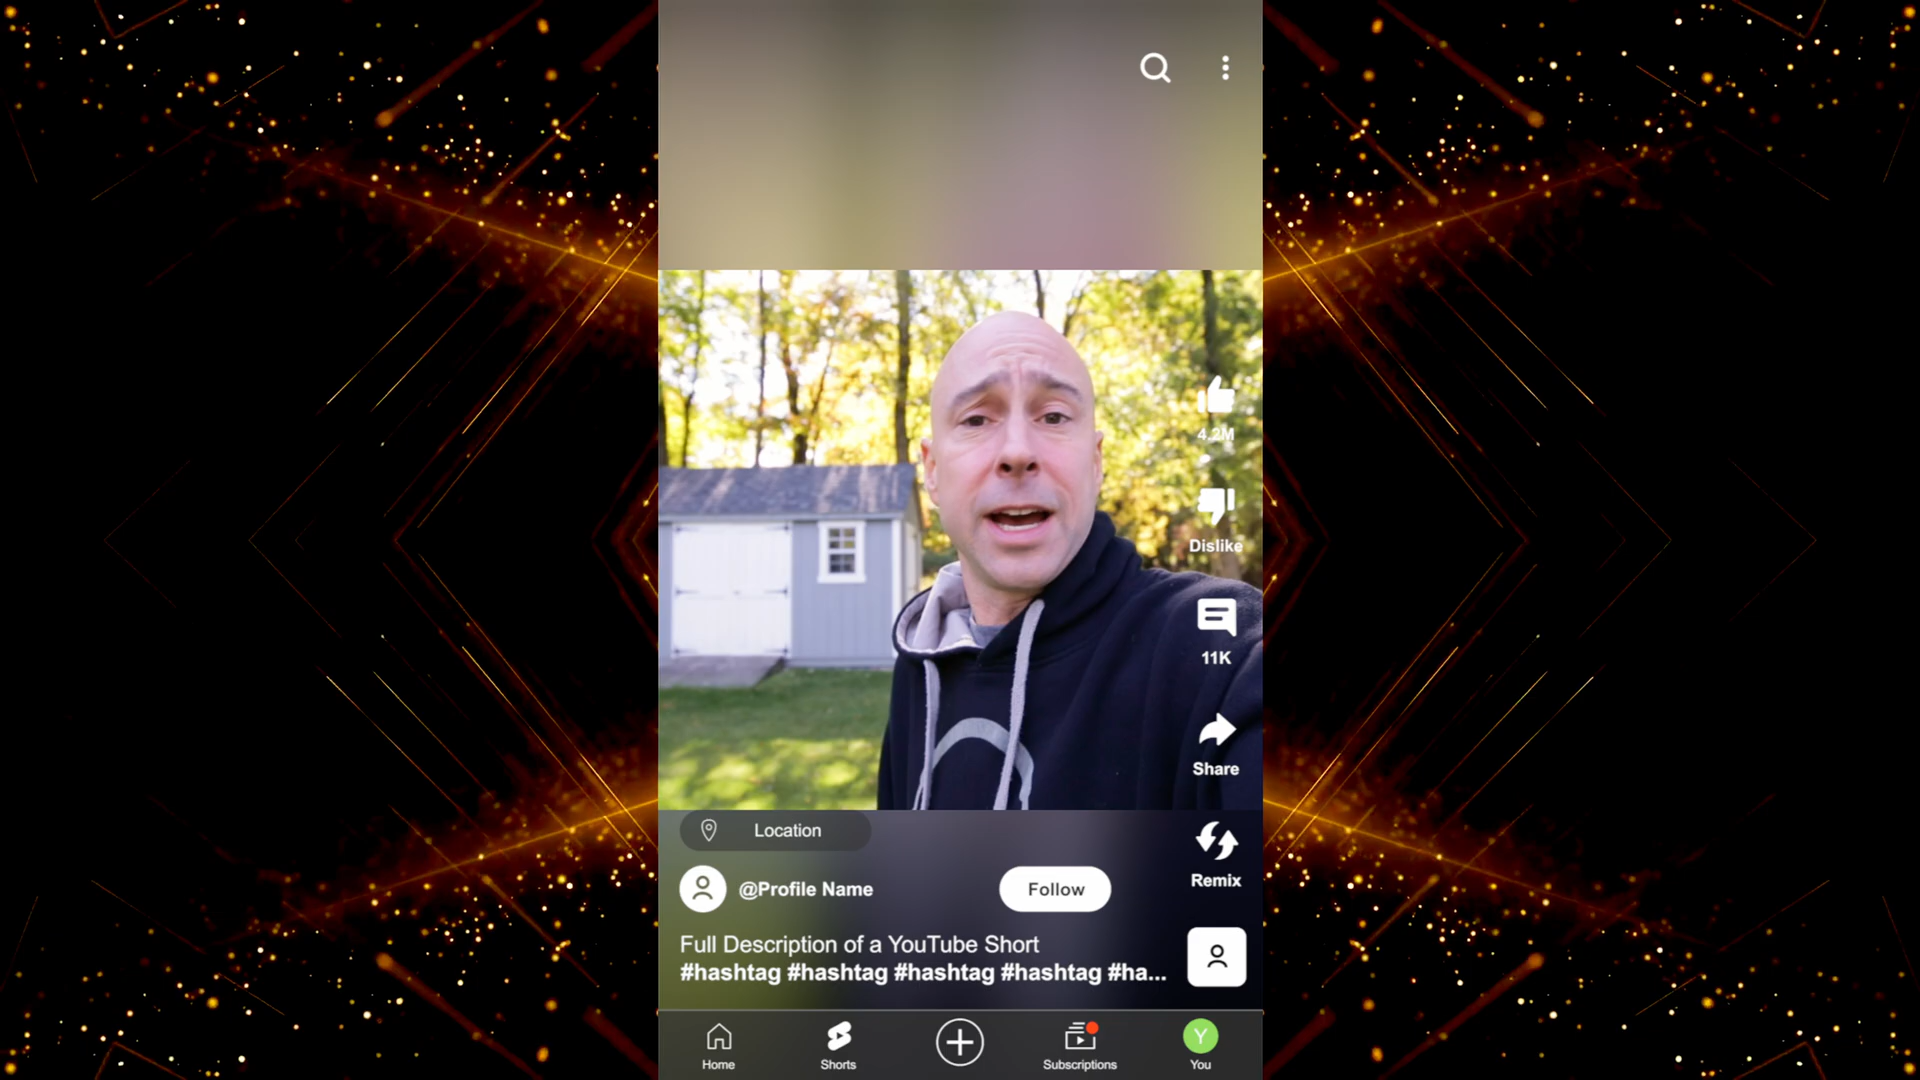 4.2M
Dislike
11K
Share
Location
Remix
@Profile Name
Follow
Full Description of a YouTube Short
#hashtag #hashtag #hashtag #hashtag #ha...
Home
Shorts
Subscriptions
Y
You